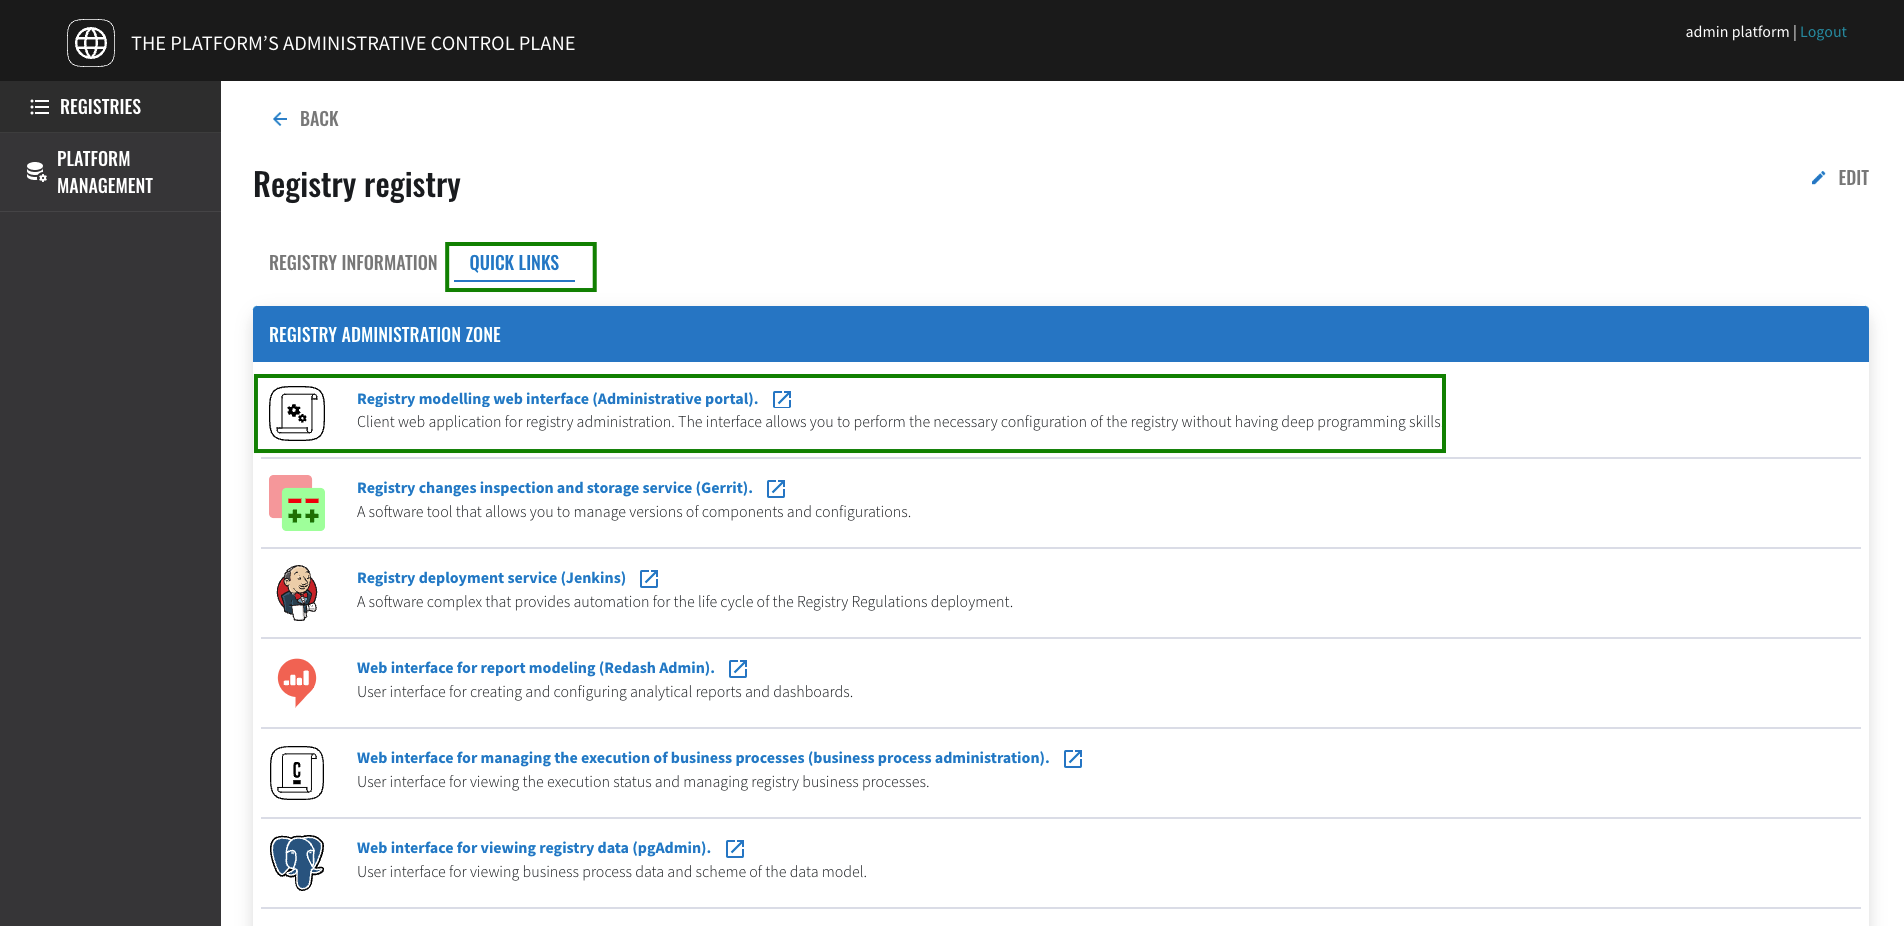 THE PLATFORM’S ADMINISTRATIVE CONTROL PLANE
admin platform | Logout
REGISTRIES
PLATFORM
MANAGEMENT
BACK
Registry registry
EDIT
REGISTRY INFORMATION
QUICK LINKS
REGISTRY ADMINISTRATION ZONE
Registry modelling web interface (Administrative portal).
Client web application for registry administration. The interface allows you to perform the necessary configuration of the registry without having deep programming skills
Registry changes inspection and storage service (Gerrit).
A software tool that allows you to manage versions of components and configurations.
Registry deployment service (Jenkins)
A software complex that provides automation for the life cycle of the Registry Regulations deployment.
Web interface for report modeling (Redash Admin).
User interface for creating and configuring analytical reports and dashboards.
C
Web interface for managing the execution of business processes (business process administration).
User interface for viewing the execution status and managing registry business processes.
Web interface for viewing registry data (pgAdmin).
User interface for viewing business process data and scheme of the data model.